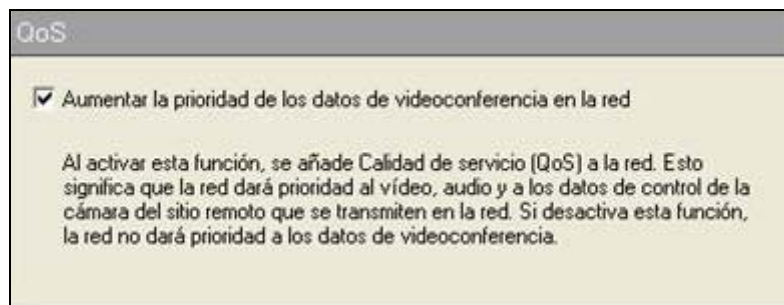 QoS
Aumentar la prioridad de los datos de videoconferencia en la red
Al activar esta función, se añade Calidad de servicio (QoS) a la red. Esto
significa que la red dará prioridad al vídeo, audio y a los datos de control de la
cámara del sitio remoto que se transmiten en la red. Si desactiva esta función,
la red no dará prioridad a los datos de videoconferencia.